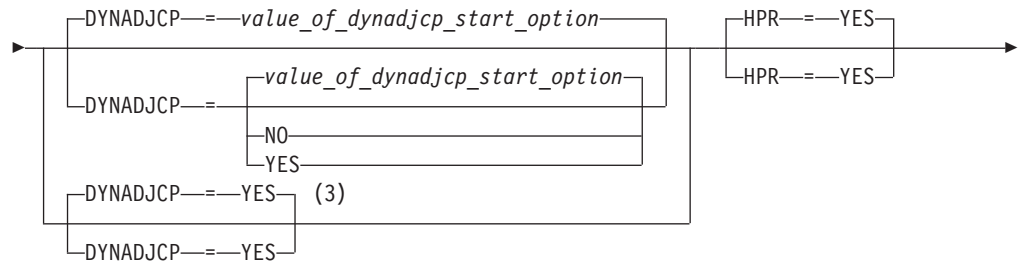 DYNADJCP=value_of_dynadjcp_start_option HPR=YES
value_of_dynadjcp_start_option HPR=YES
DYNADJCP=
NO
YES
DYNADJCP=YES (3)
DYNADJCP=YES